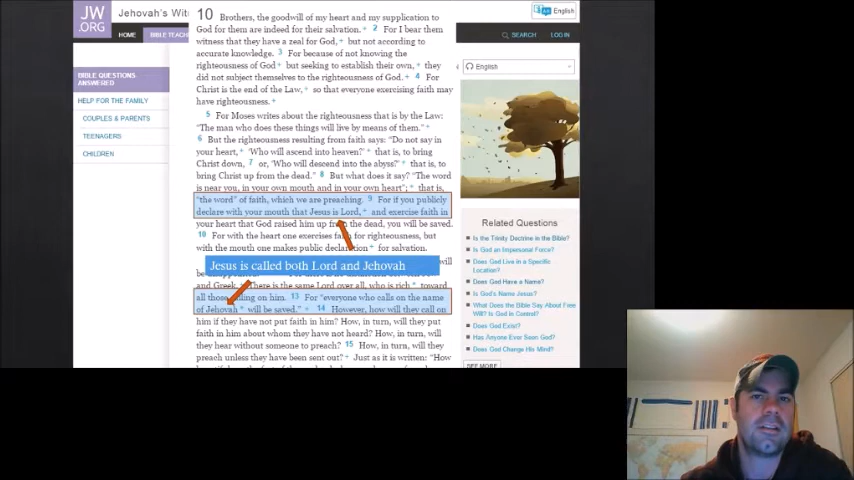 JW
.ORG
Jehovah's Wit
English
HOME
BIBLE TEACH
SEARCH
LOG IN
BIBLE QUESTIONS
ANSWERED
HELP FOR THE FAMILY
COUPLES & PARENTS
TEENAGERS
CHILDREN
10 Brothers, the goodwill of my heart and my supplication to
God for them are indeed for their salvation.+ 2 For I bear them
witness that they have a zeal for God,+ but not according to
accurate knowledge. 3 For because of not knowing the
righteousness of God+ but seeking to establish their own,+ they
did not subject themselves to the righteousness of God.+ 4 For
Christ is the end of the Law,+ so that everyone exercising faith may
have righteousness.+
5 For Moses writes about the righteousness that is by the Law:
"The man who does these things will live by means of them."+
6 But the righteousness resulting from faith says: "Do not say in
your heart,+ 'Who will ascend into heaven?'+ that is, to bring
Christ down, 7 or, 'Who will descend into the abyss?'+ that is, to
bring Christ up from the dead." 8 But what does it say? "The word
is near you, in your own mouth and in your own heart";+ that is,
"the word" of faith, which we are preaching. 9 For if you publicly
declare with your mouth that Jesus is Lord,+ and exercise faith in
your heart that God raised him up from the dead, you will be saved.
10 For with the heart one exercises faith for righteousness, but
with the mouth one makes public declaration+ for salvation.
will
Jesus is called both Lord and Jehovah
be
and Greek. There is the same Lord over all, who is rich toward
all those calling on him. 13 For "everyone who calls on the name
of Jehovah+ will be saved."+ 14 However, how will they call on
him if they have not put faith in him? How, in turn, will they put
faith in him about whom they have not heard? How, in turn, will
they hear without someone to preach? 15 How, in turn, will they
preach unless they have been sent out?+ Just as it is written: "How
English
Related Questions
Is the Trinity Doctrine in the Bible?
Is God an Impersonal Force?
Does God Live in a Specific
Location?
Does God Have a Name?
Is God's Name Jesus?
What Does the Bible Say About Free
Will? Is God in Control?
Does God Exist?
Has Anyone Ever Seen God?
Does God Change His Mind?
SEE MORE